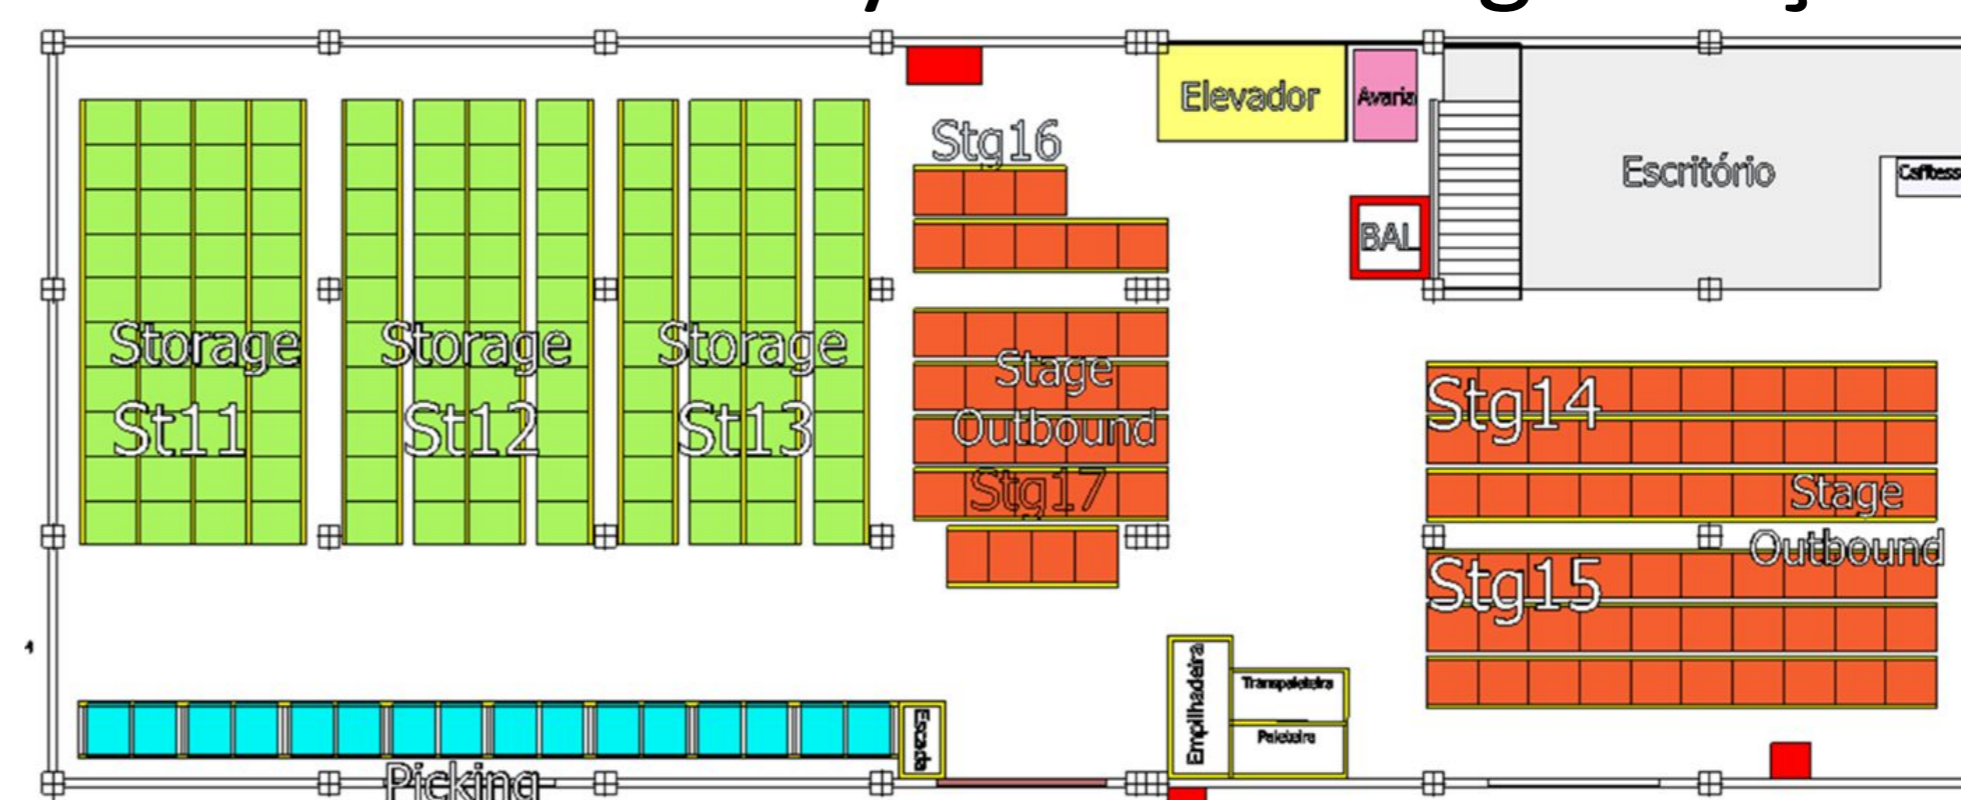 Elevador
Avaria
Stg16
Escritório
BAL
Storage
St11
Storage
St12
Storage
St13
Stage
Outbound
Stg17
Stg14
Stage
Outbound
Stg15
Empilhadeira
Transpaleteira
Paleteira
Escada
Picking